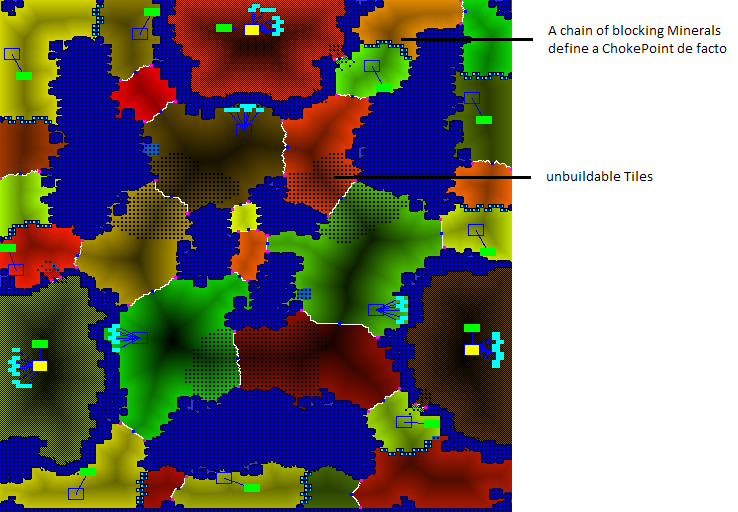 A chain of blocking Minerals
define a ChokePoint de facto
unbuildable Tiles